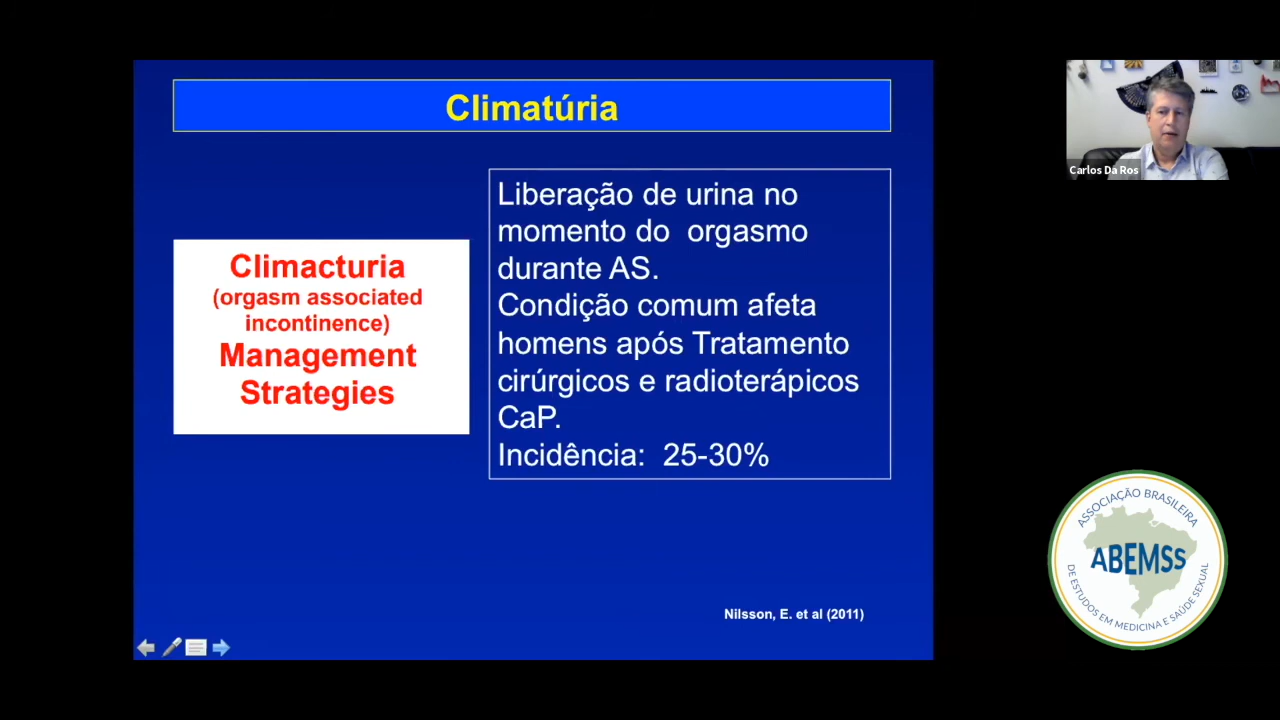 Climatúria
Climacturia
(orgasm associated
incontinence)
Management
Strategies
Liberação de urina no
momento do  orgasmo
durante AS.
Condição comum afeta
homens após Tratamento
cirúrgicos e radioterápicos
CaP.
Incidência:  25-30%
Nilsson, E. et al (2011)
Carlos Da Ros
ASSOCIAÇÃO BRASILEIRA
ABEMSS
DE ESTUDOS EM MEDICINA E SAÚDE SEXUAL